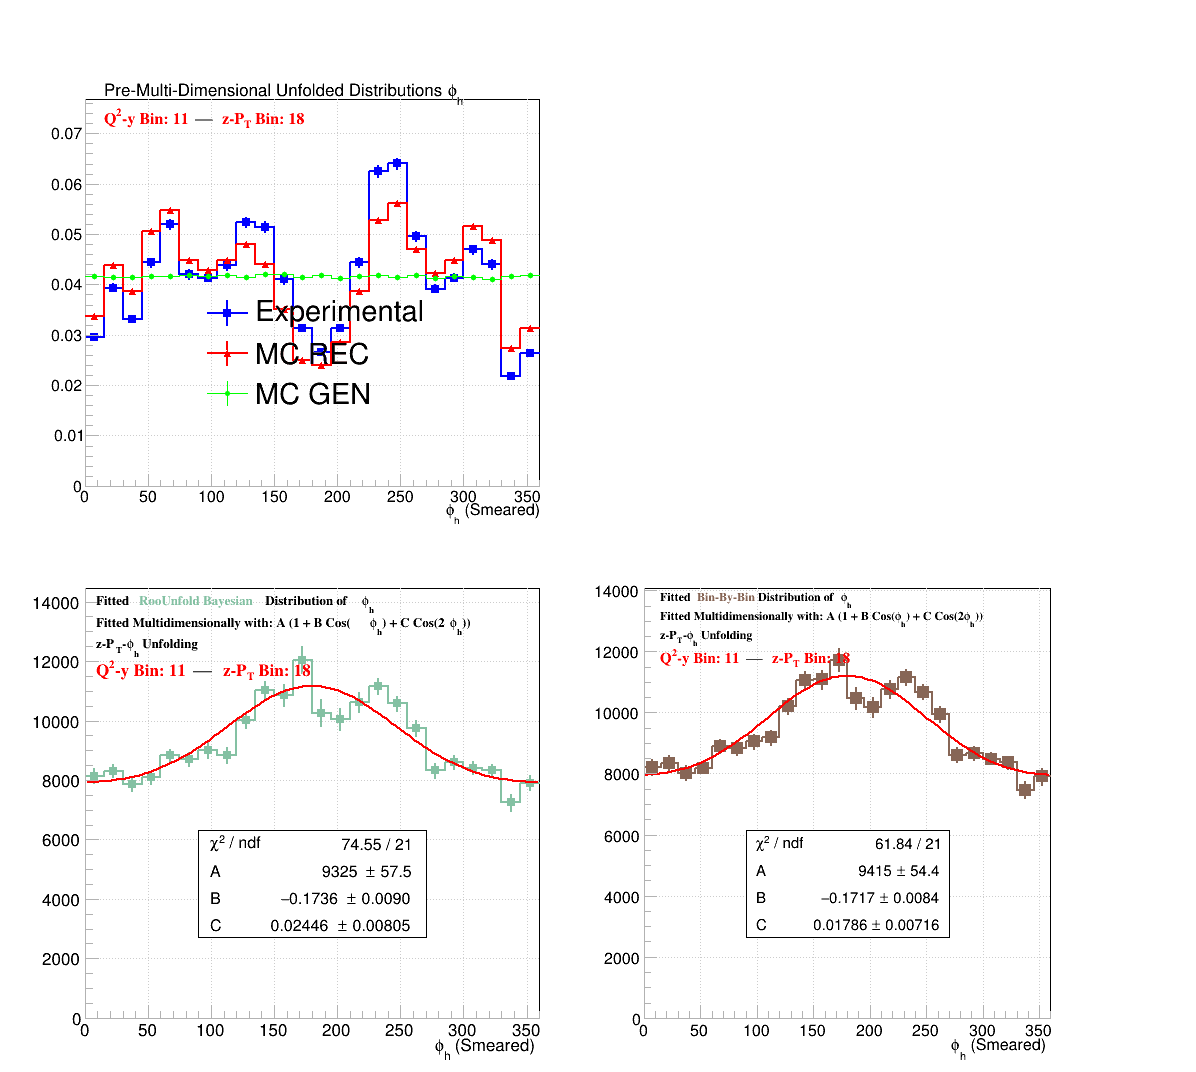 Pre-Multi-Dimensional Unfolded Distributions ϕh
Q²-y Bin: 11 — z-PT Bin: 18
0.07
0.06
0.05
0.04
0.03
0.02
0.01
0
Experimental
MC REC
MC GEN
0 50 100 150 200 250 300 350
ϕh (Smeared)
Fitted RooUnfold Bayesian Distribution of ϕh
Fitted Multidimensionally with: A (1 + B Cos( ϕh) + C Cos(2 ϕh))
z-PT-ϕh Unfolding
Q²-y Bin: 11 — z-PT Bin: 18
14000
12000
10000
8000
6000
4000
2000
0
χ² / ndf 74.55 / 21
A 9325 ± 57.5
B −0.1736 ± 0.0090
C 0.02446 ± 0.00805
0 50 100 150 200 250 300 350
ϕh (Smeared)
Fitted Bin-By-Bin Distribution of ϕh
Fitted Multidimensionally with: A (1 + B Cos(ϕh) + C Cos(2ϕh))
z-PT-ϕh Unfolding
Q²-y Bin: 11 — z-PT Bin: 18
14000
12000
10000
8000
6000
4000
2000
0
χ² / ndf 61.84 / 21
A 9415 ± 54.4
B −0.1717 ± 0.0084
C 0.01786 ± 0.00716
0 50 100 150 200 250 300 350
ϕh (Smeared)